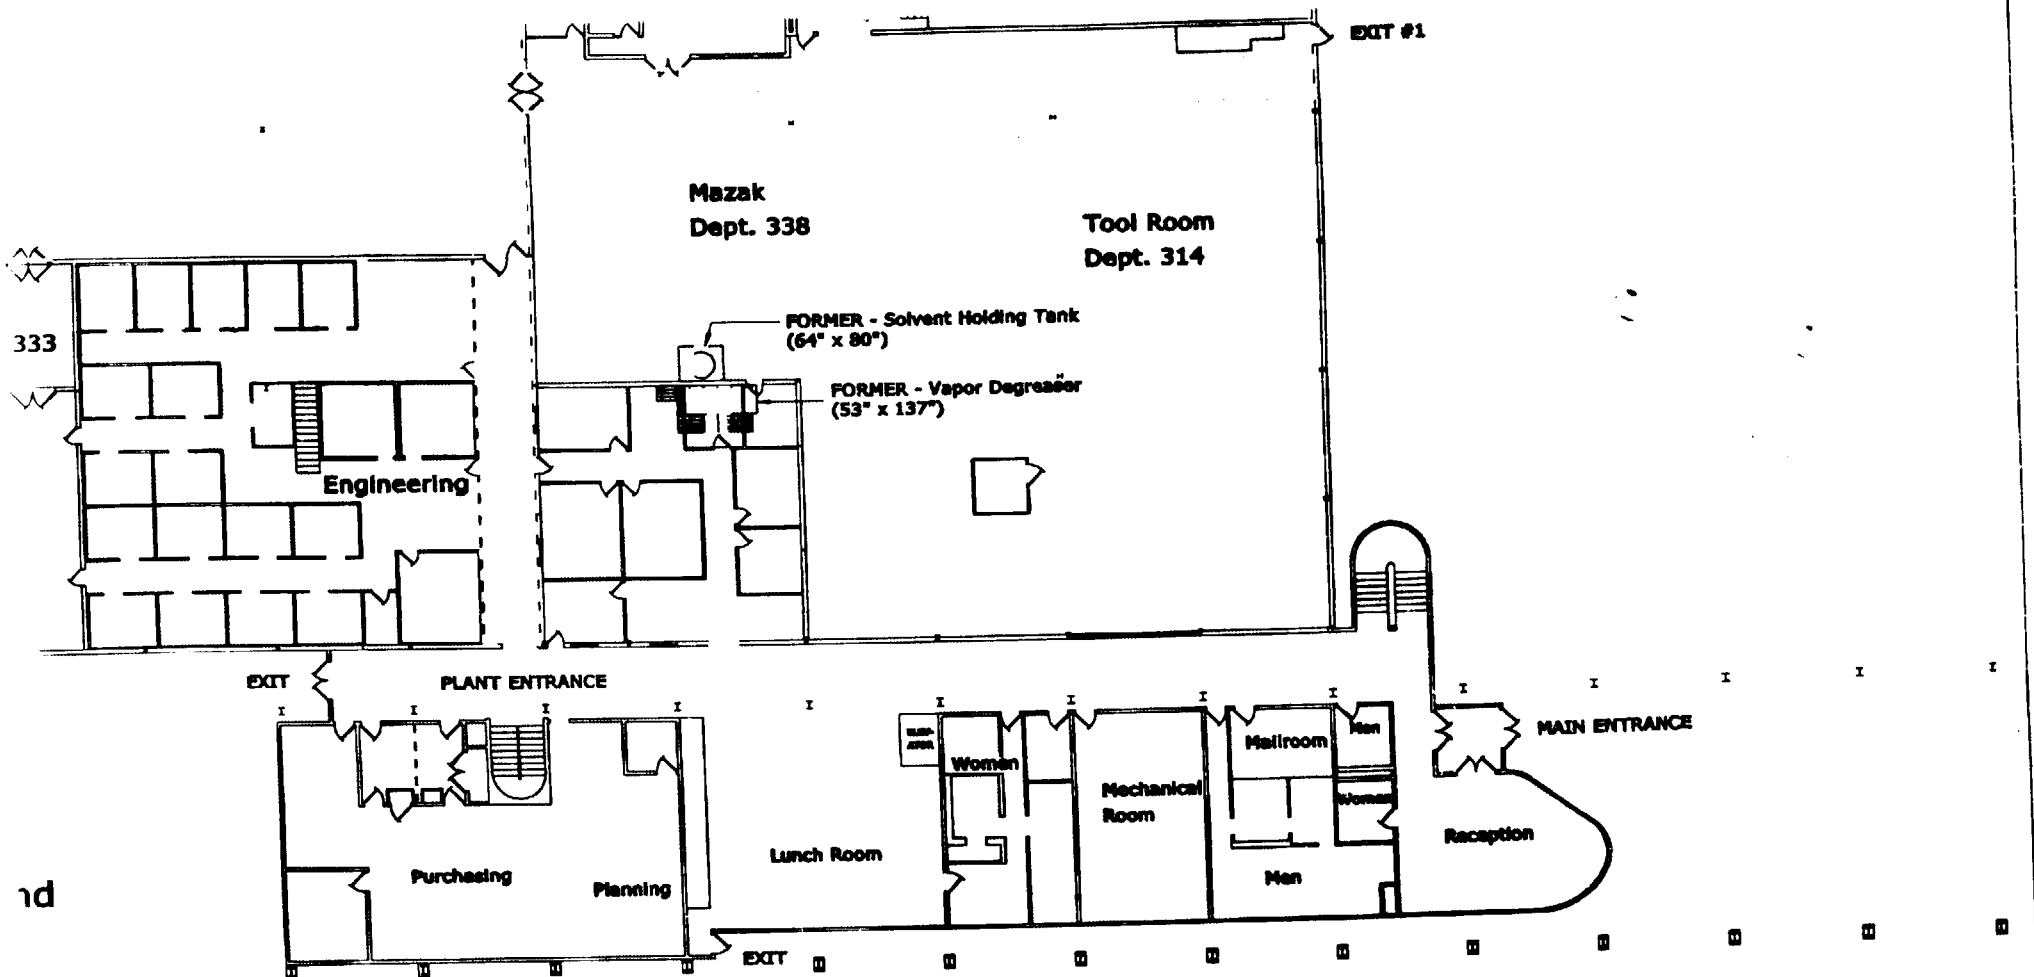 EXIT #1
Mazak
Dept. 338
Tool Room
Dept. 314
FORMER - Solvent Holding Tank
(64" x 80")
333
FORMER - Vapor Degreaser
(53" x 137")
Engineering
EXIT
PLANT ENTRANCE
MAIN ENTRANCE
Mailroom
Men
Women
Mechanical
Room
Women
Reception
Lunch Room
Purchasing
Planning
Men
nd
EXIT